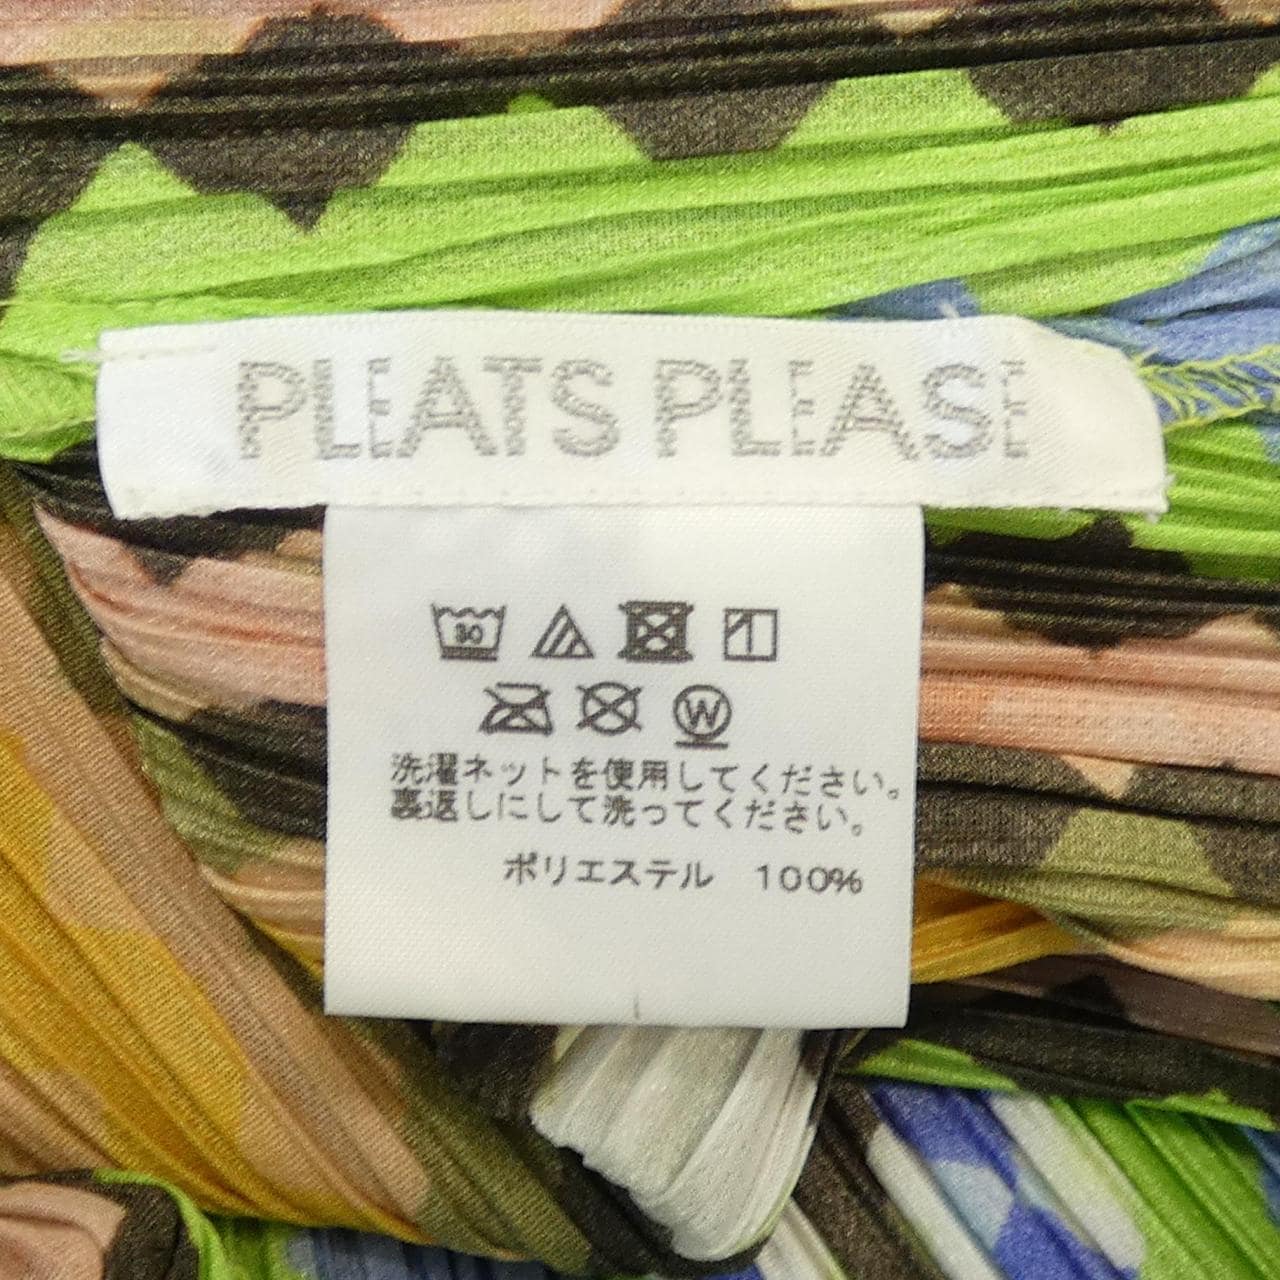 PLEATS PLEASE
30
W
洗濯ネットを使用してください。
裏返しにして洗ってください。
ポリエステル 100%